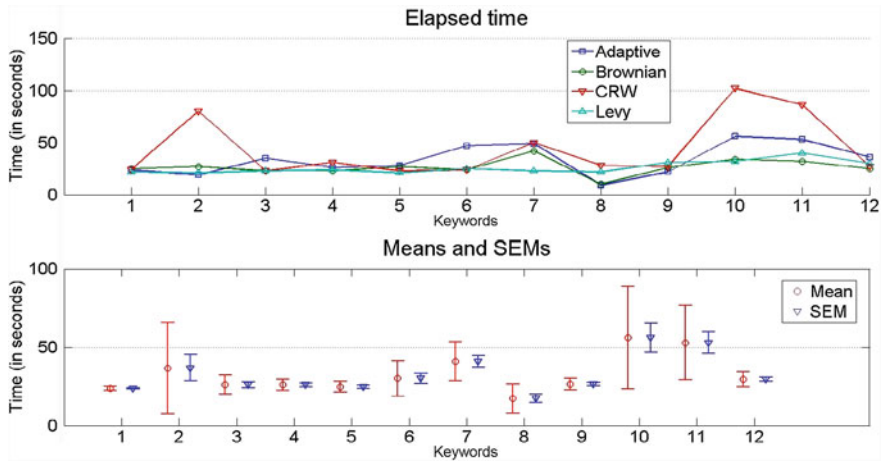 Elapsed time
150
100
50
0
Time (in seconds)
Adaptive
Brownian
CRW
Levy
1 2 3 4 5 6 7 8 9 10 11 12
Keywords
Means and SEMs
100
50
0
Time (in seconds)
Mean
SEM
1 2 3 4 5 6 7 8 9 10 11 12
Keywords